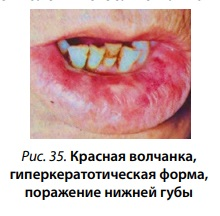 Рис. 35. Красная волчанка,
гиперкератотическая форма,
поражение нижней губы